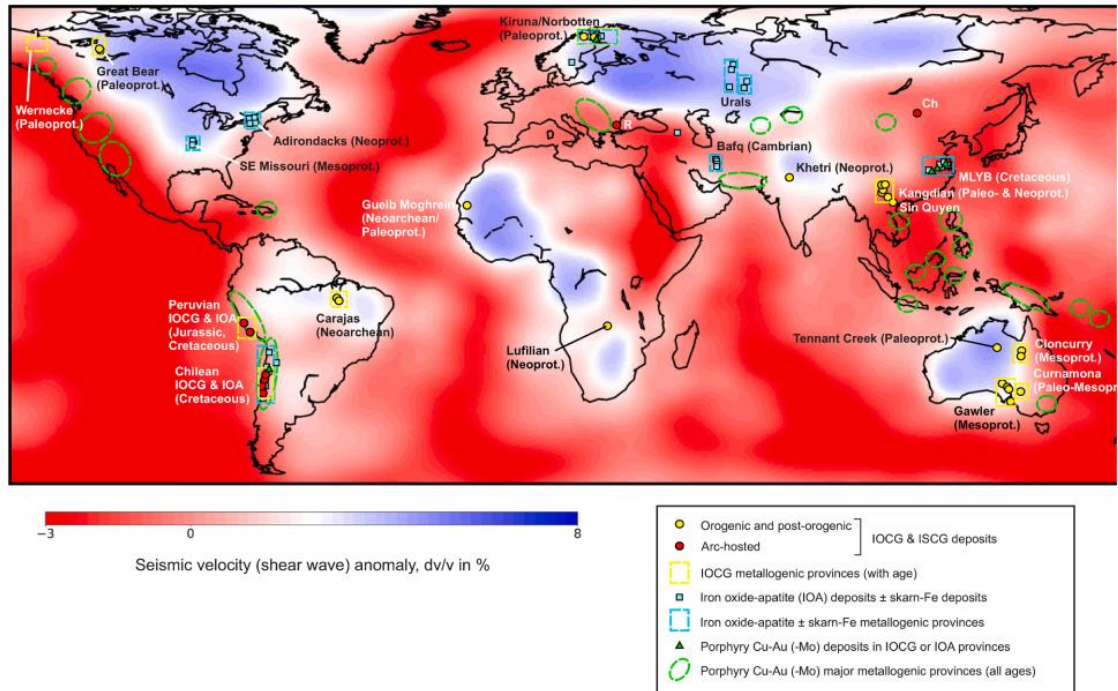 Kiruna/Norbotten
(Paleoprot.)
Great Bear
(Paleoprot.)
Wernecke
(Paleoprot.)
Adirondacks (Neoprot.)
SE Missouri (Mesoprot.)
Urals
Ch
IR
Bafq (Cambrian)
Khetri (Neoprot.)
MLYB (Cretaceous)
Kangdian (Paleo- & Neoprot.)
Sin Quyen
Guelb Moghrein
(Neoarchean/
Paleoprot.)
Peruvian
IOCG & IOA
(Jurassic,
Cretaceous)
Carajas
(Neoarchean)
Chilean
IOCG & IOA
(Cretaceous)
Lufilian
(Neoprot.)
Tennant Creek (Paleoprot.)
Cloncurry
(Mesoprot.)
Curnamona
(Paleo-Mesopr
Gawler
(Mesoprot.)
−3
0
8
Seismic velocity (shear wave) anomaly, dv/v in %
Orogenic and post-orogenic
Arc-hosted
IOCG & ISCG deposits
IOCG metallogenic provinces (with age)
Iron oxide-apatite (IOA) deposits ± skarn-Fe deposits
Iron oxide-apatite ± skarn-Fe metallogenic provinces
Porphyry Cu-Au (-Mo) deposits in IOCG or IOA provinces
Porphyry Cu-Au (-Mo) major metallogenic provinces (all ages)